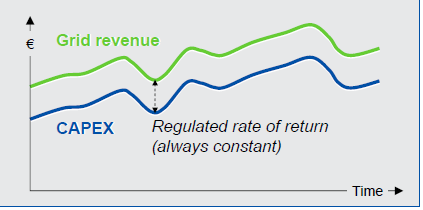 €
Grid revenue
CAPEX
Regulated rate of return
(always constant)
Time